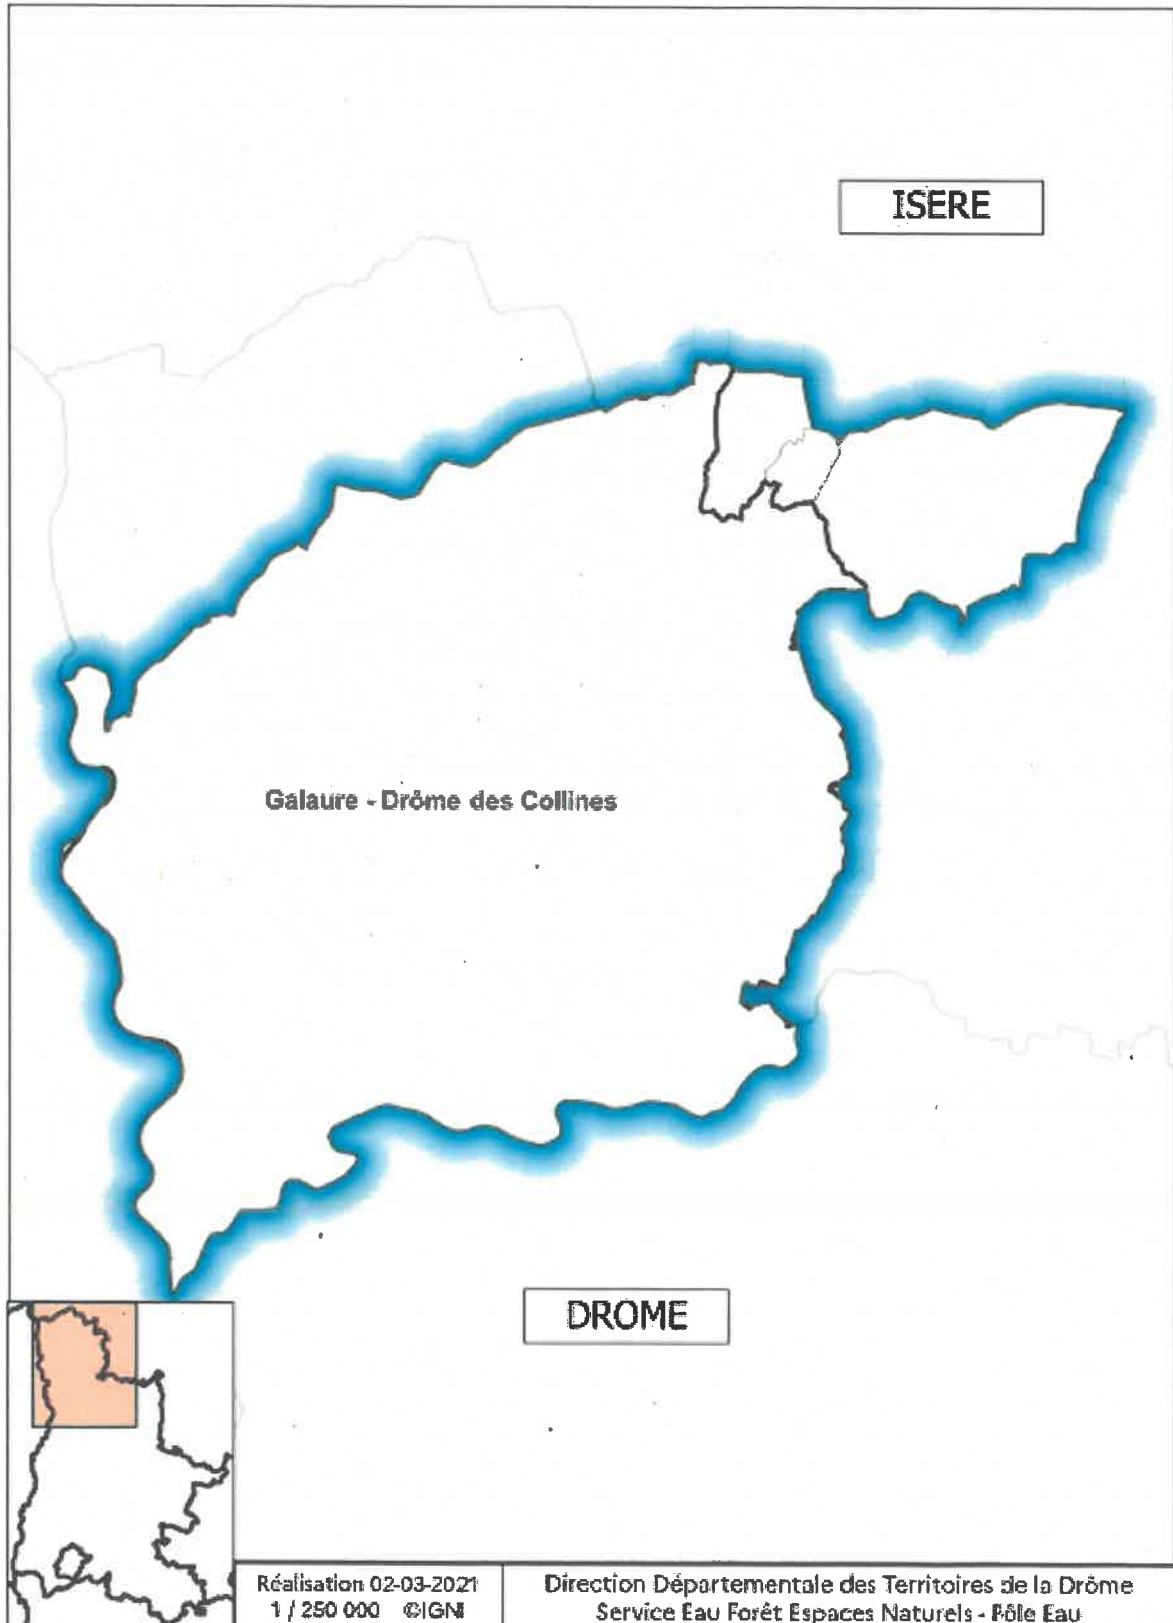 ISERE
Galaure - Drôme des Collines
DROME
Réalisation 02-03-2021
1 / 250 000 ©IGN
Direction Départementale des Territoires de la Drôme
Service Eau Forêt Espaces Naturels - Pôle Eau